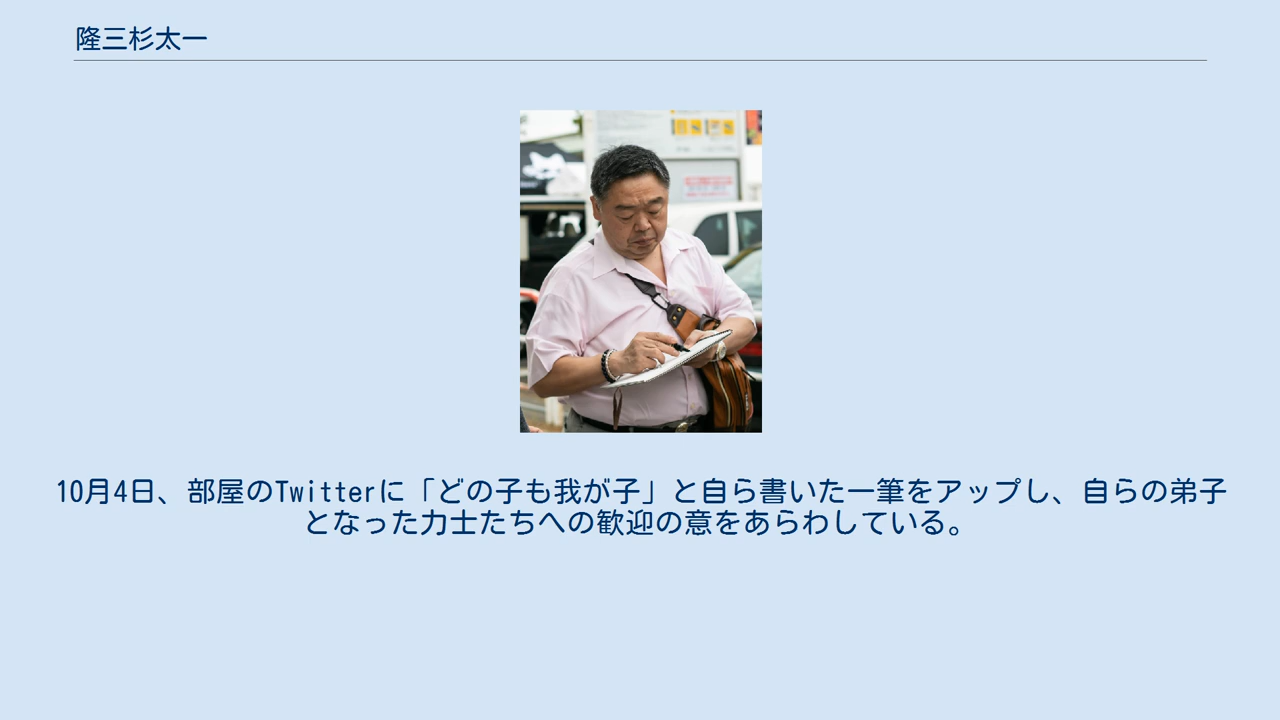 隆三杉太一
10月4日、部屋のTwitterに「どの子も我が子」と自ら書いた一筆をアップし、自らの弟子
となった力士たちへの歓迎の意をあらわしている。